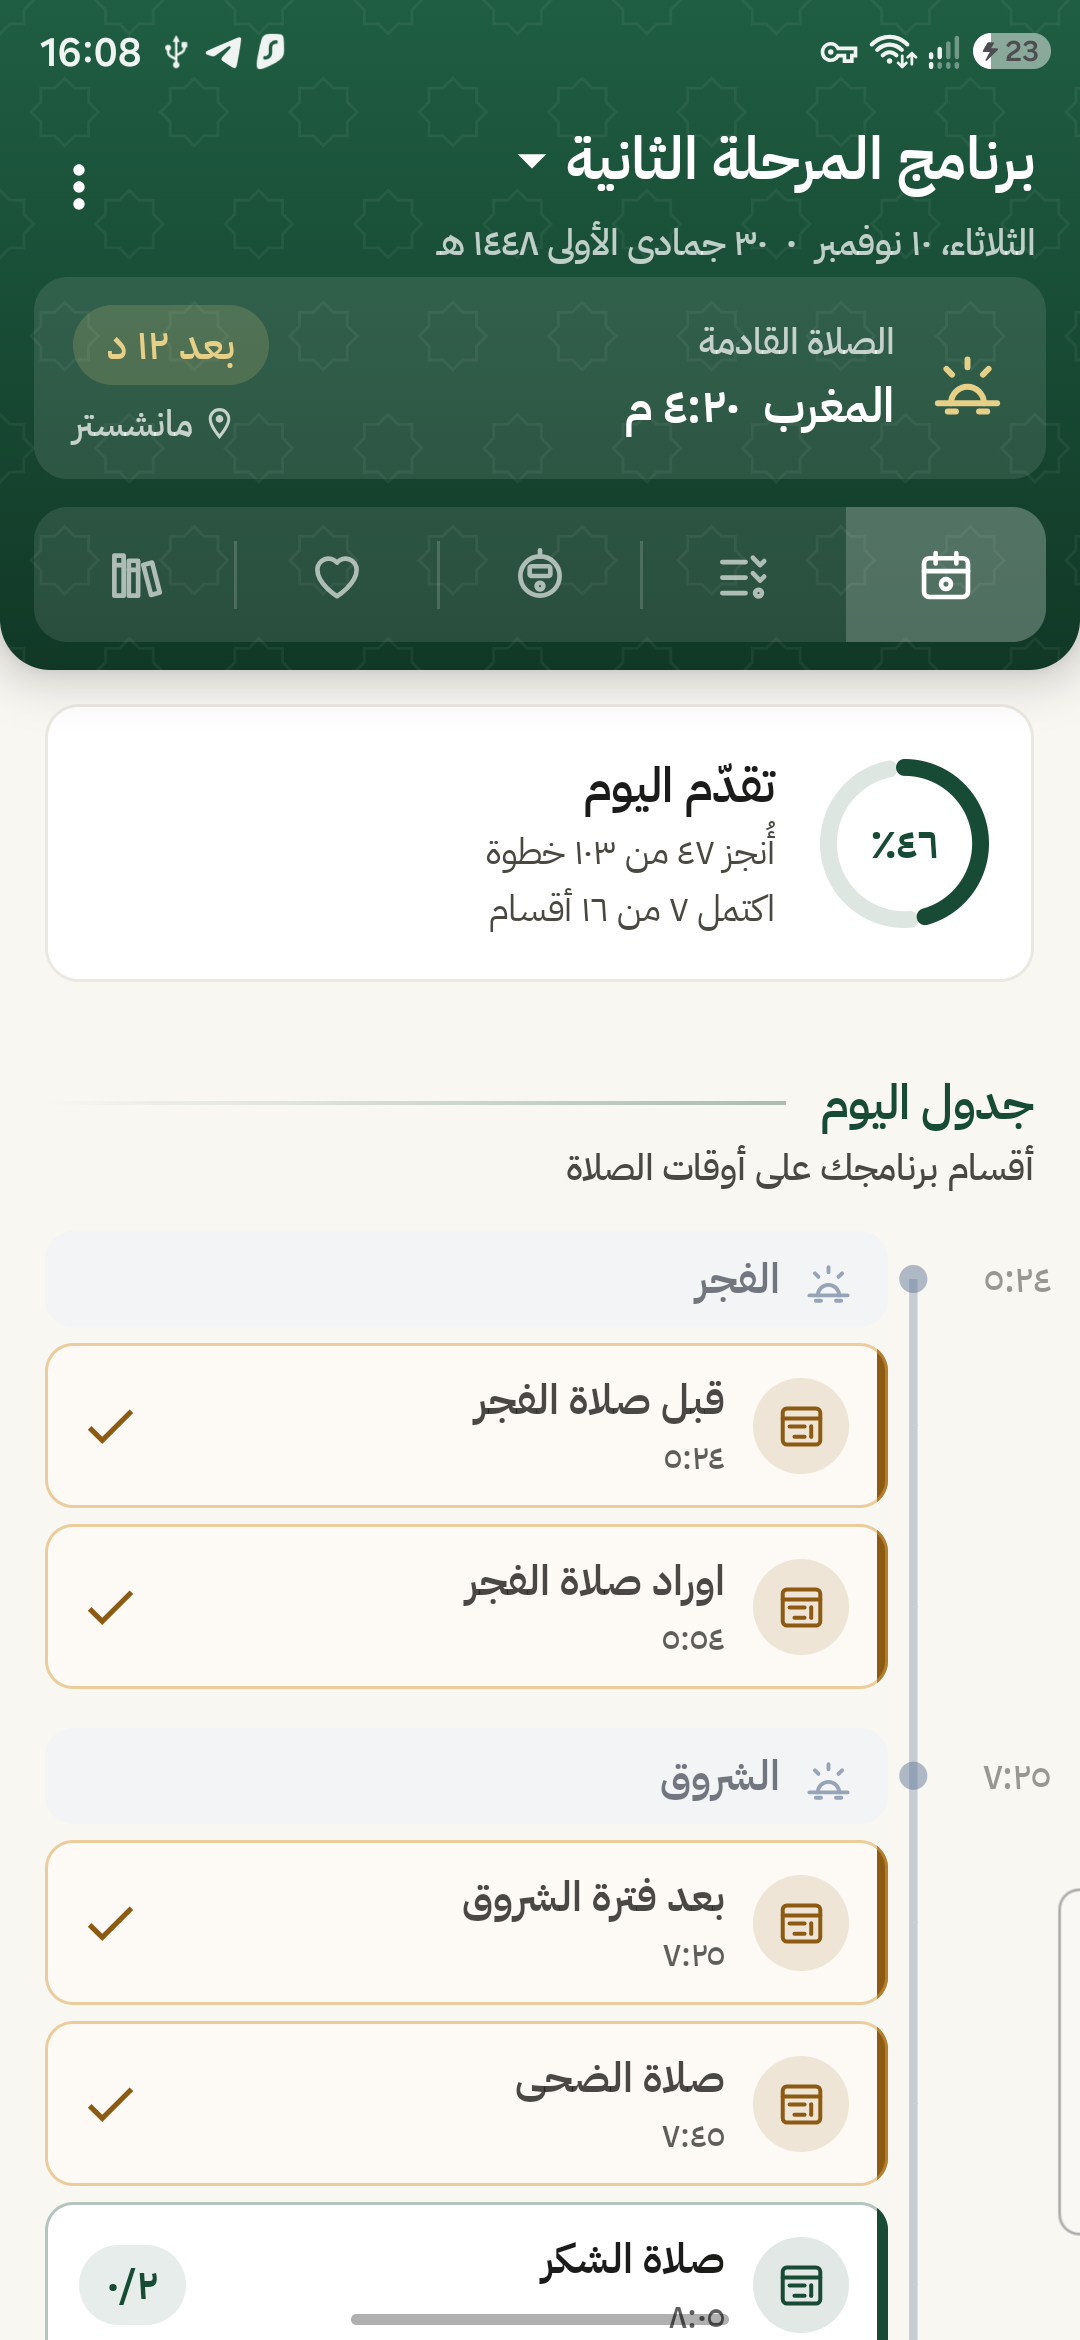 16:08
23
برنامج المرحلة الثانية
الثلاثاء، ١٠ نوفمبر · ٣٠ جمادى الأولى ١٤٤٨ هـ
الصلاة القادمة
المغرب ٤:٢٠ م
بعد ١٢ د
مانشستر
٤٦٪
تقدّم اليوم
أُنجز ٤٧ من ١٠٣ خطوة
اكتمل ٧ من ١٦ أقسام
جدول اليوم
أقسام برنامجك على أوقات الصلاة
٥:٢٤
الفجر
قبل صلاة الفجر
٥:٢٤
اوراد صلاة الفجر
٥:٥٤
٧:٢٥
الشروق
بعد فترة الشروق
٧:٢٥
صلاة الضحى
٧:٤٥
صلاة الشكر
٨:٠٥
٠/٢